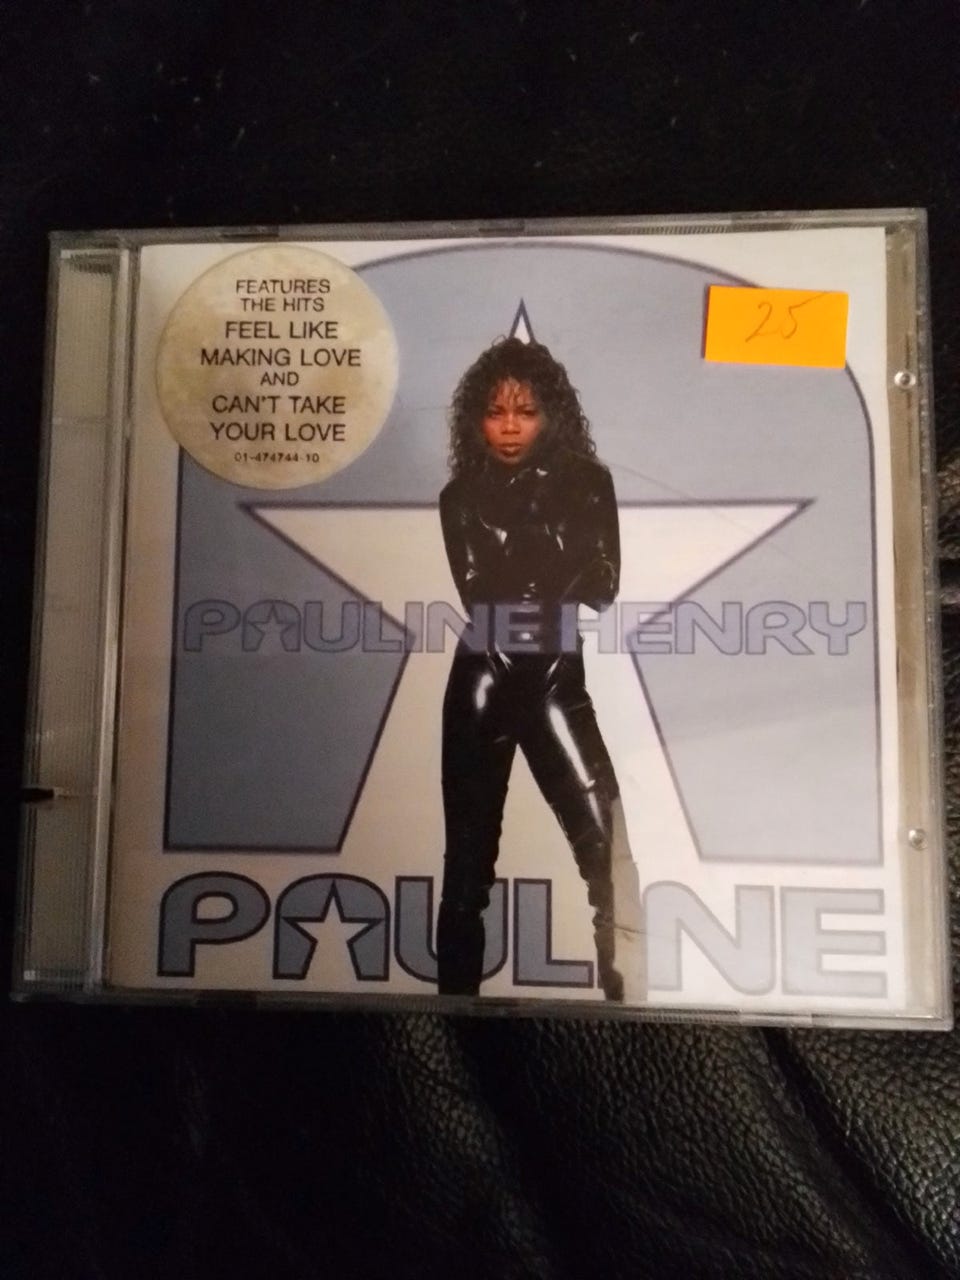 FEATURES
THE HITS
FEEL LIKE
MAKING LOVE
AND
CAN'T TAKE
YOUR LOVE
01-474744-10
25
PAULINE HENRY
PAULINE